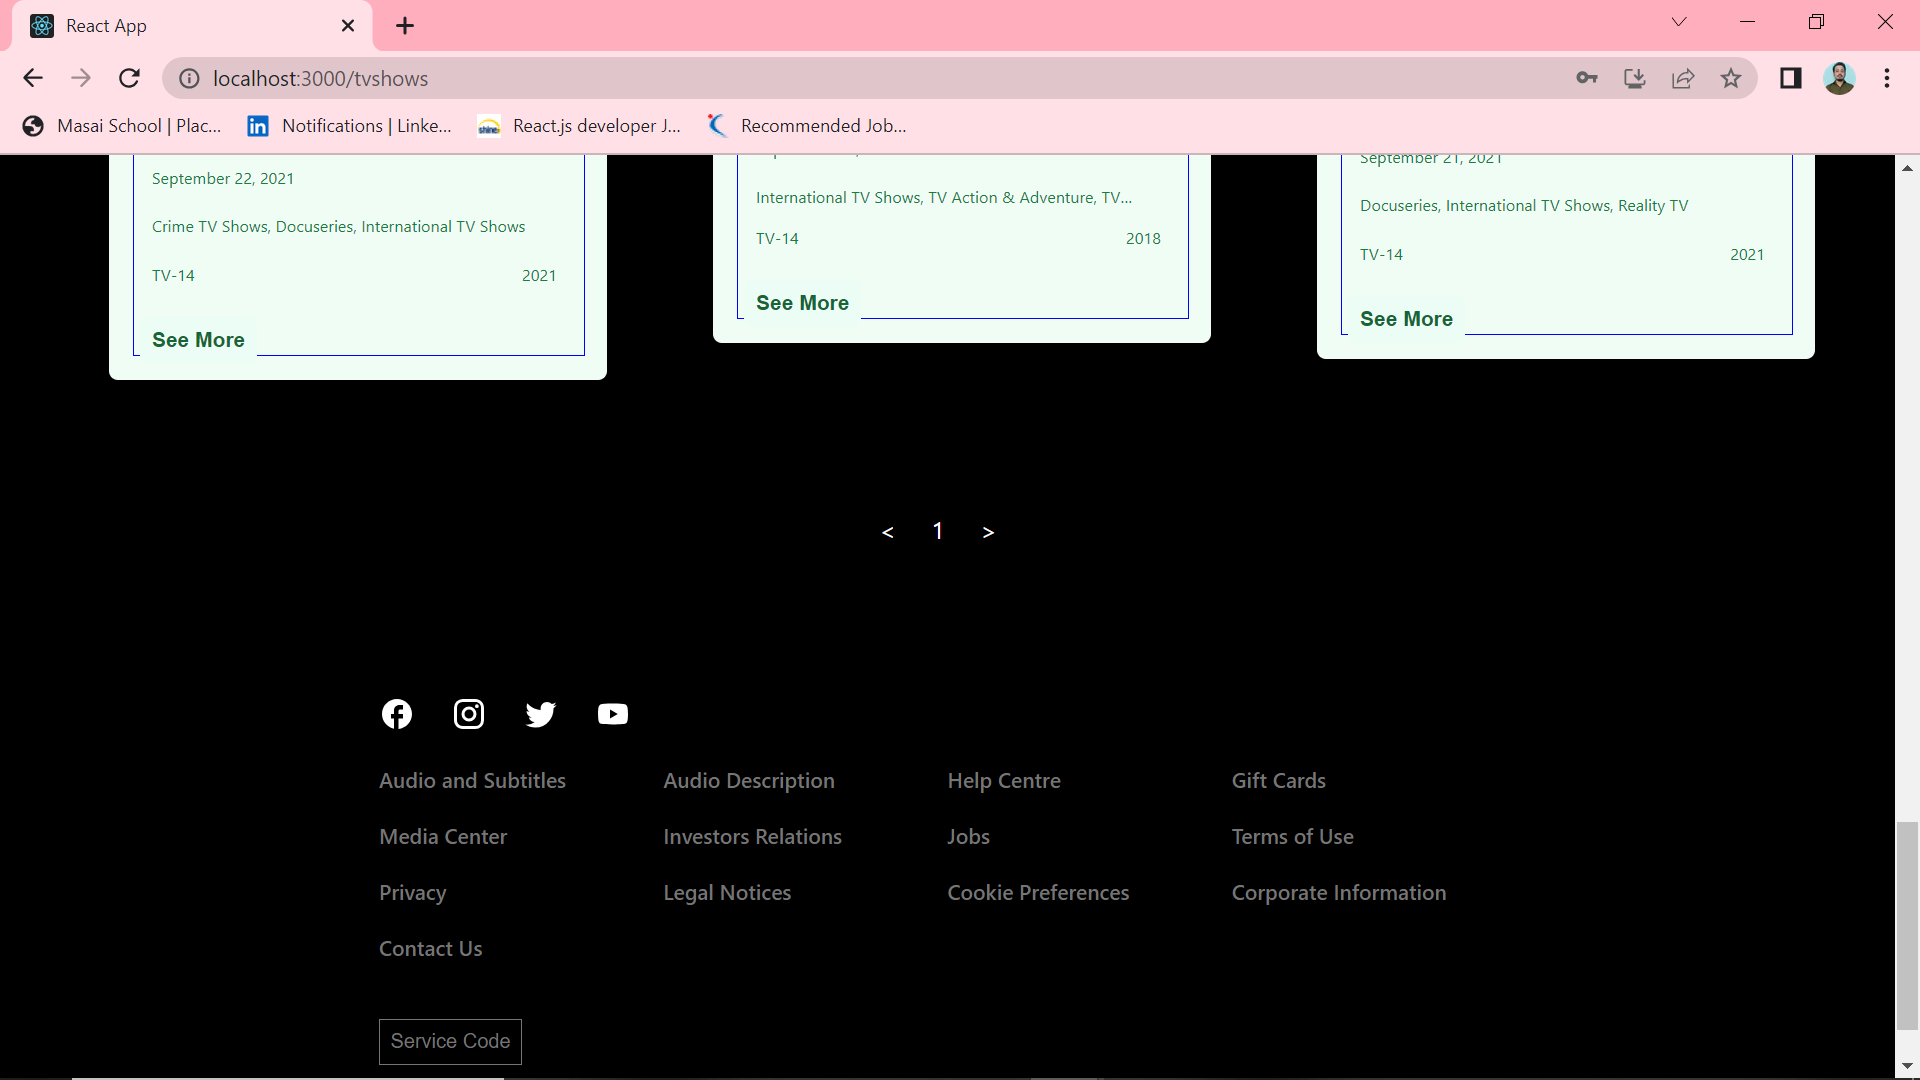 React App
localhost:3000/tvshows
Masai School | Plac...
Notifications | Linke...
React.js developer J...
Recommended Job...
September 22, 2021
Crime TV Shows, Docuseries, International TV Shows
TV-14 2021
See More
International TV Shows, TV Action & Adventure, TV...
TV-14 2018
See More
September 21, 2021
Docuseries, International TV Shows, Reality TV
TV-14 2021
See More
< 1 >
Audio and Subtitles Audio Description Help Centre Gift Cards
Media Center Investors Relations Jobs Terms of Use
Privacy Legal Notices Cookie Preferences Corporate Information
Contact Us
Service Code